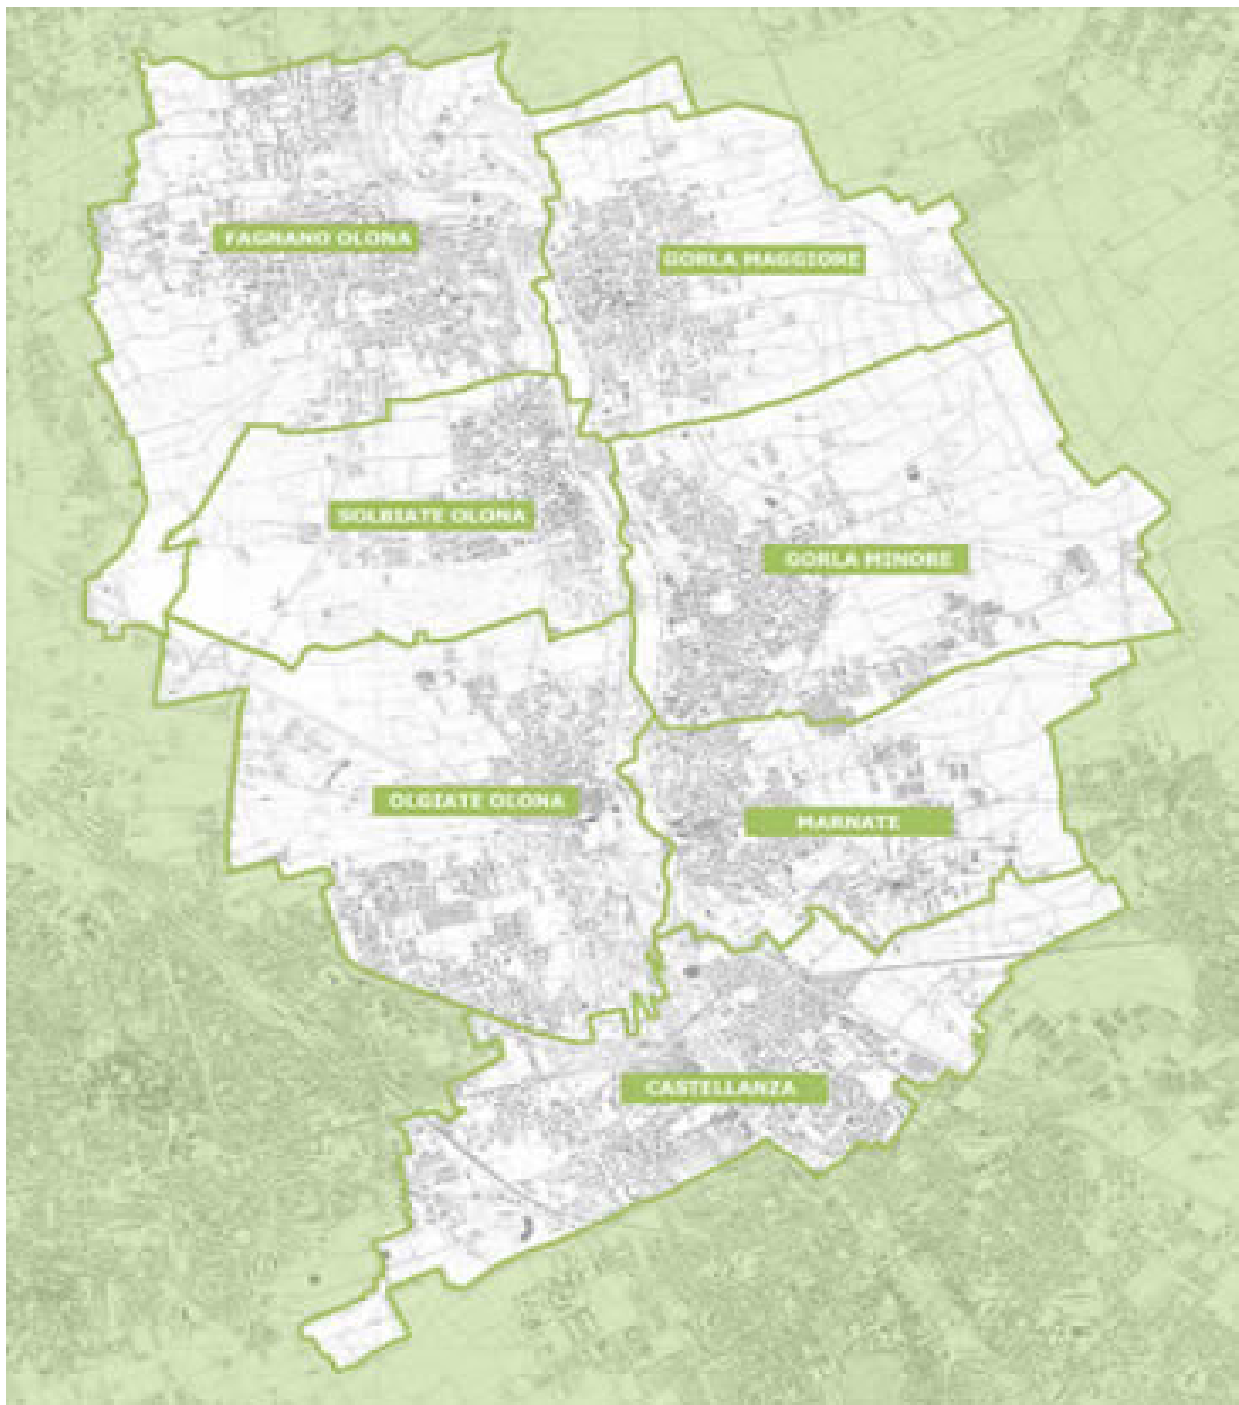 FAGNANO OLONA
GORLA MAGGIORE
SOLBIATE OLONA
GORLA MINORE
OLGIATE OLONA
MARNATE
CASTELLANZA